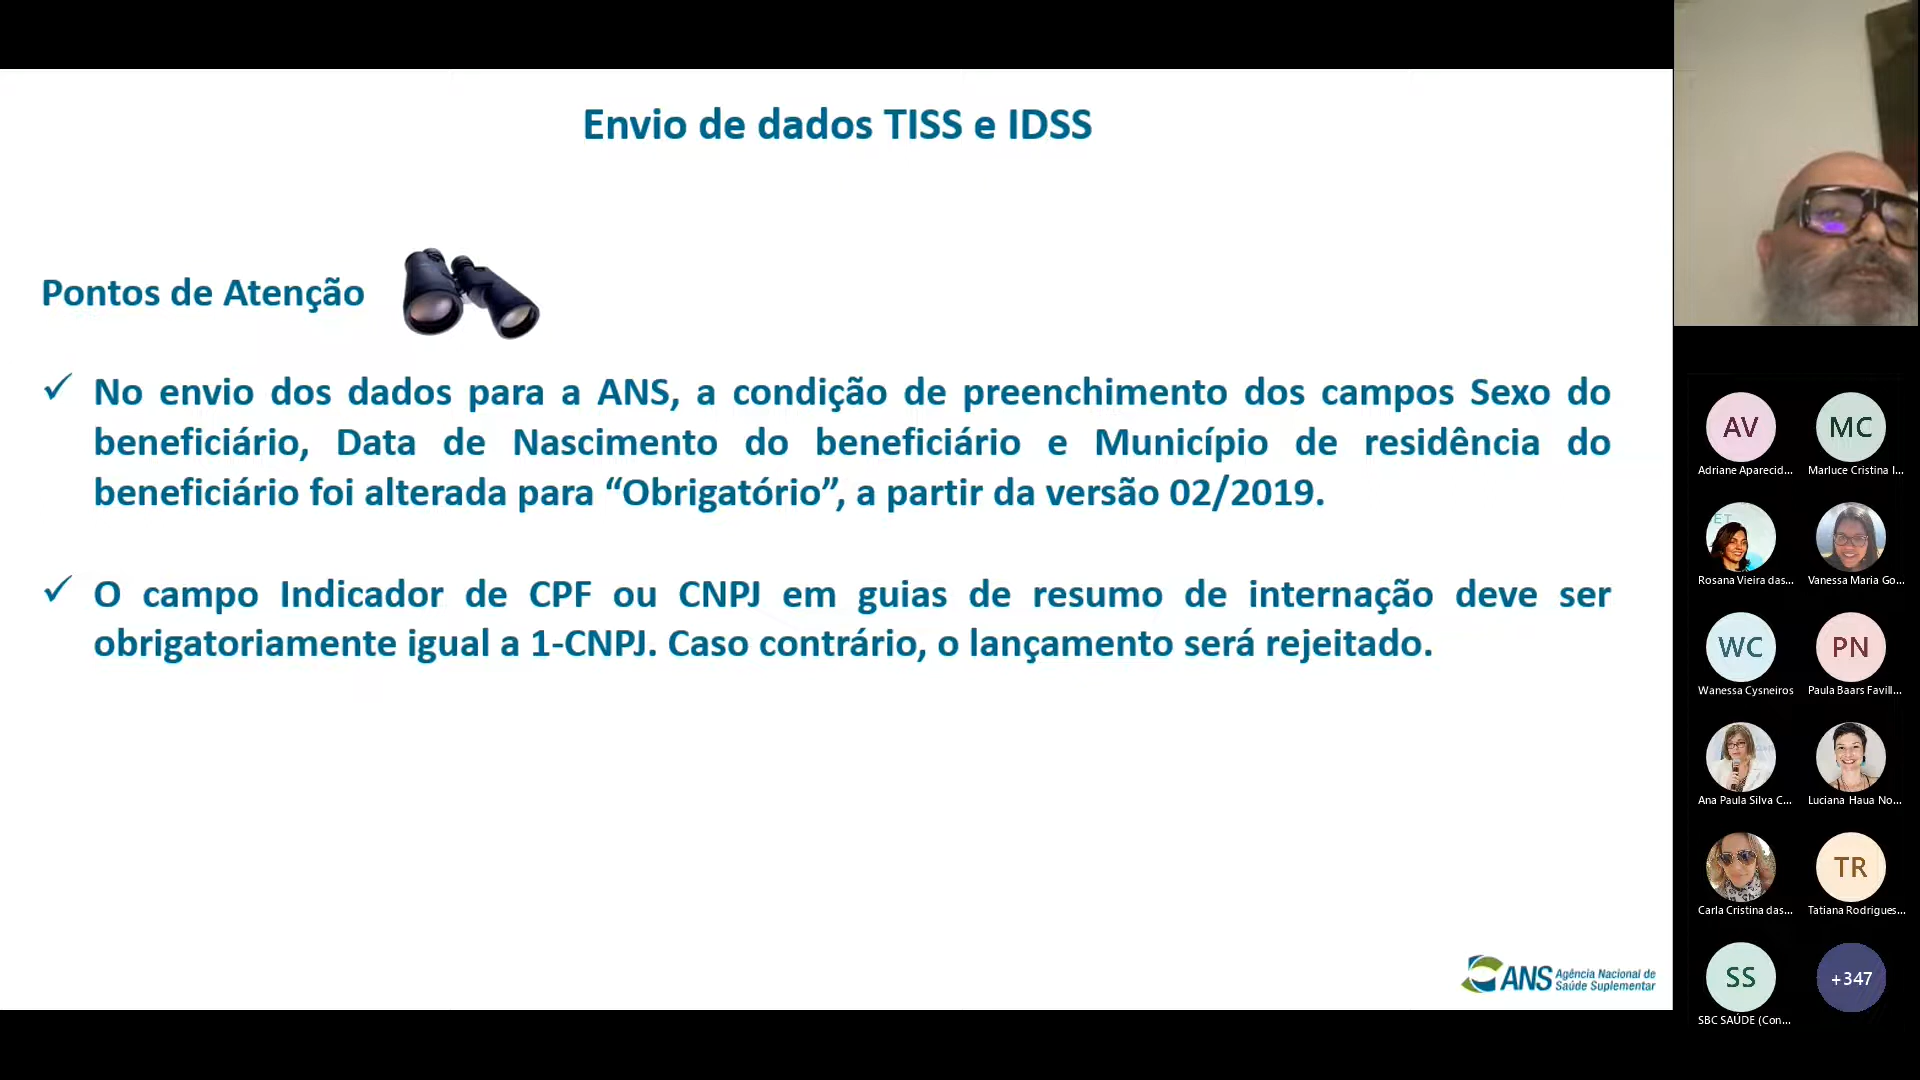 Envio de dados TISS e IDSS
Pontos de Atenção
No envio dos dados para a ANS, a condição de preenchimento dos campos Sexo do
beneficiário, Data de Nascimento do beneficiário e Município de residência do
beneficiário foi alterada para “Obrigatório”, a partir da versão 02/2019.
O campo Indicador de CPF ou CNPJ em guias de resumo de internação deve ser
obrigatoriamente igual a 1-CNPJ. Caso contrário, o lançamento será rejeitado.
ANS Agência Nacional de
Saúde Suplementar
AV
MC
Adriane Aparecid...
Marluce Cristina I...
ET
Rosana Vieira das...
Vanessa Maria Go...
WC
PN
Wanessa Cysneiros
Paula Baars Favill...
Ana Paula Silva C...
Luciana Haua No...
TR
Carla Cristina das...
Tatiana Rodrigues...
SS
+347
SBC SAÚDE (Con...